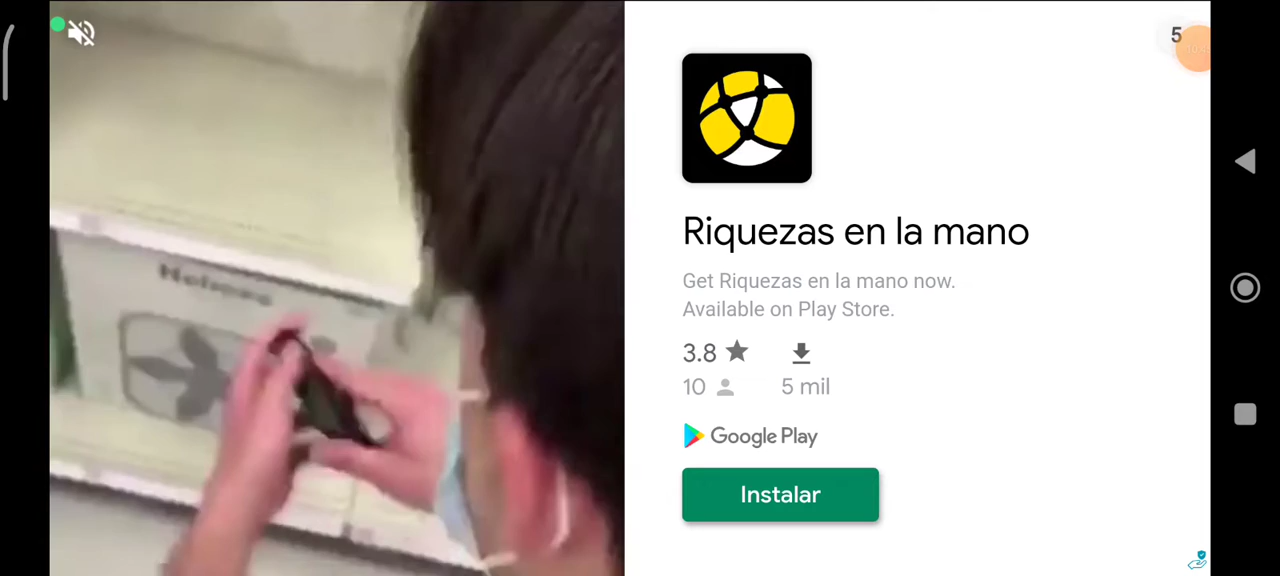 5
Holmes
Riquezas en la mano
Get Riquezas en la mano now.
Available on Play Store.
3.8
10
5 mil
Google Play
Instalar